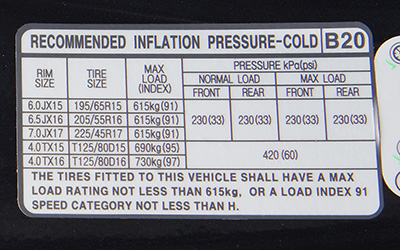 RECOMMENDED INFLATION PRESSURE-COLD B20
RIM SIZE TIRE SIZE MAX LOAD (INDEX) PRESSURE kPa(psi)
NORMAL LOAD MAX LOAD
FRONT REAR FRONT REAR
6.0JX15 195/65R15 615kg(91)
6.5JX16 205/55R16 615kg(91) 230(33) 230(33) 230(33) 230(33)
7.0JX17 225/45R17 615kg(91)
4.0TX15 T125/80D15 690kg(95) 420 (60)
4.0TX16 T125/80D16 730kg(97)
THE TIRES FITTED TO THIS VEHICLE SHALL HAVE A MAX
LOAD RATING NOT LESS THAN 615kg, OR A LOAD INDEX 91
SPEED CATEGORY NOT LESS THAN H.